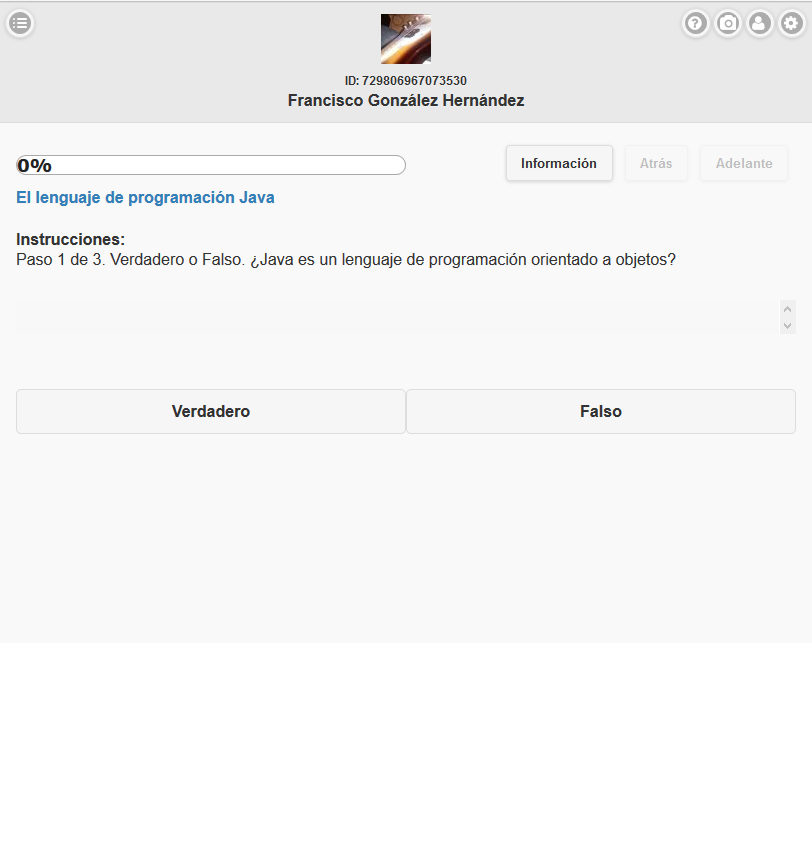 ID: 729806967073530
Francisco González Hernández
0%
Información
Atrás
Adelante
El lenguaje de programación Java
Instrucciones:
Paso 1 de 3. Verdadero o Falso. ¿Java es un lenguaje de programación orientado a objetos?
Verdadero
Falso